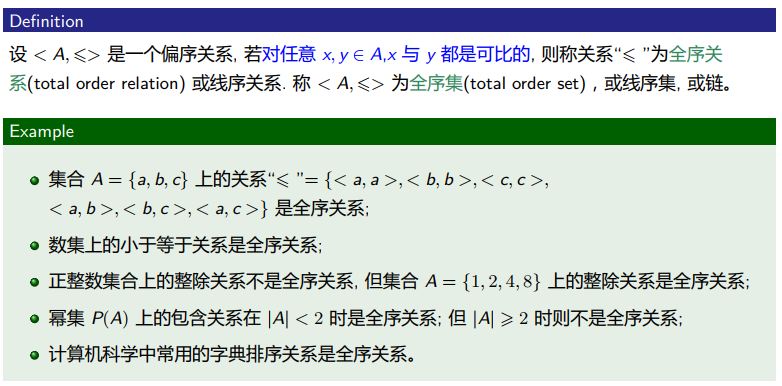 Definition
设 < A, ⩽> 是一个偏序关系, 若对任意 x, y ∈ A,x 与 y 都是可比的, 则称关系“⩽ ”为全序关
系(total order relation) 或线序关系. 称 < A, ⩽> 为全序集(total order set) , 或线序集, 或链。
Example
集合 A = {a, b, c} 上的关系“⩽ ”= {< a, a >, < b, b >, < c, c >,
< a, b >, < b, c >, < a, c >} 是全序关系;
数集上的小于等于关系是全序关系;
正整数集合上的整除关系不是全序关系, 但集合 A = {1, 2, 4, 8} 上的整除关系是全序关系;
幂集 P(A) 上的包含关系在 |A| < 2 时是全序关系; 但 |A| ⩾ 2 时则不是全序关系;
计算机科学中常用的字典排序关系是全序关系。